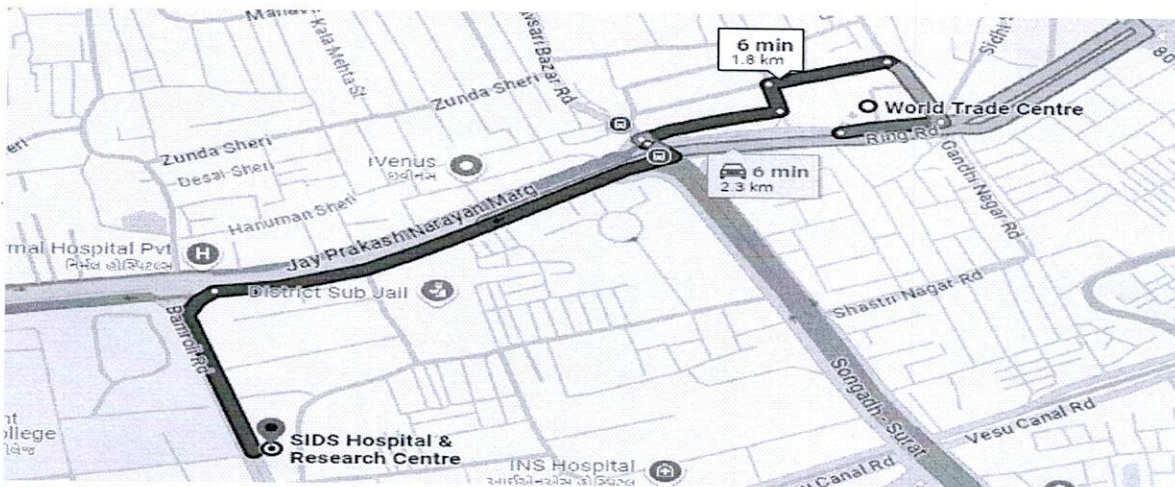 Kala Mehta St
Zunda Sheri
Zunda Sheri
Desai Sheri
Hanuman Sheri
6 min
1.8 km
World Trade Centre
Ring Rd
Gandhi Nagar Rd
6 min
2.3 km
iVenus
Jay Prakash Narayan Marg
Hospital Pvt
District Sub Jail
Bamroli Rd
Shastri Nagar Rd
Songadh - Surat
Vesu Canal Rd
Canal Rd
SIDS Hospital &
Research Centre
INS Hospital
H
80